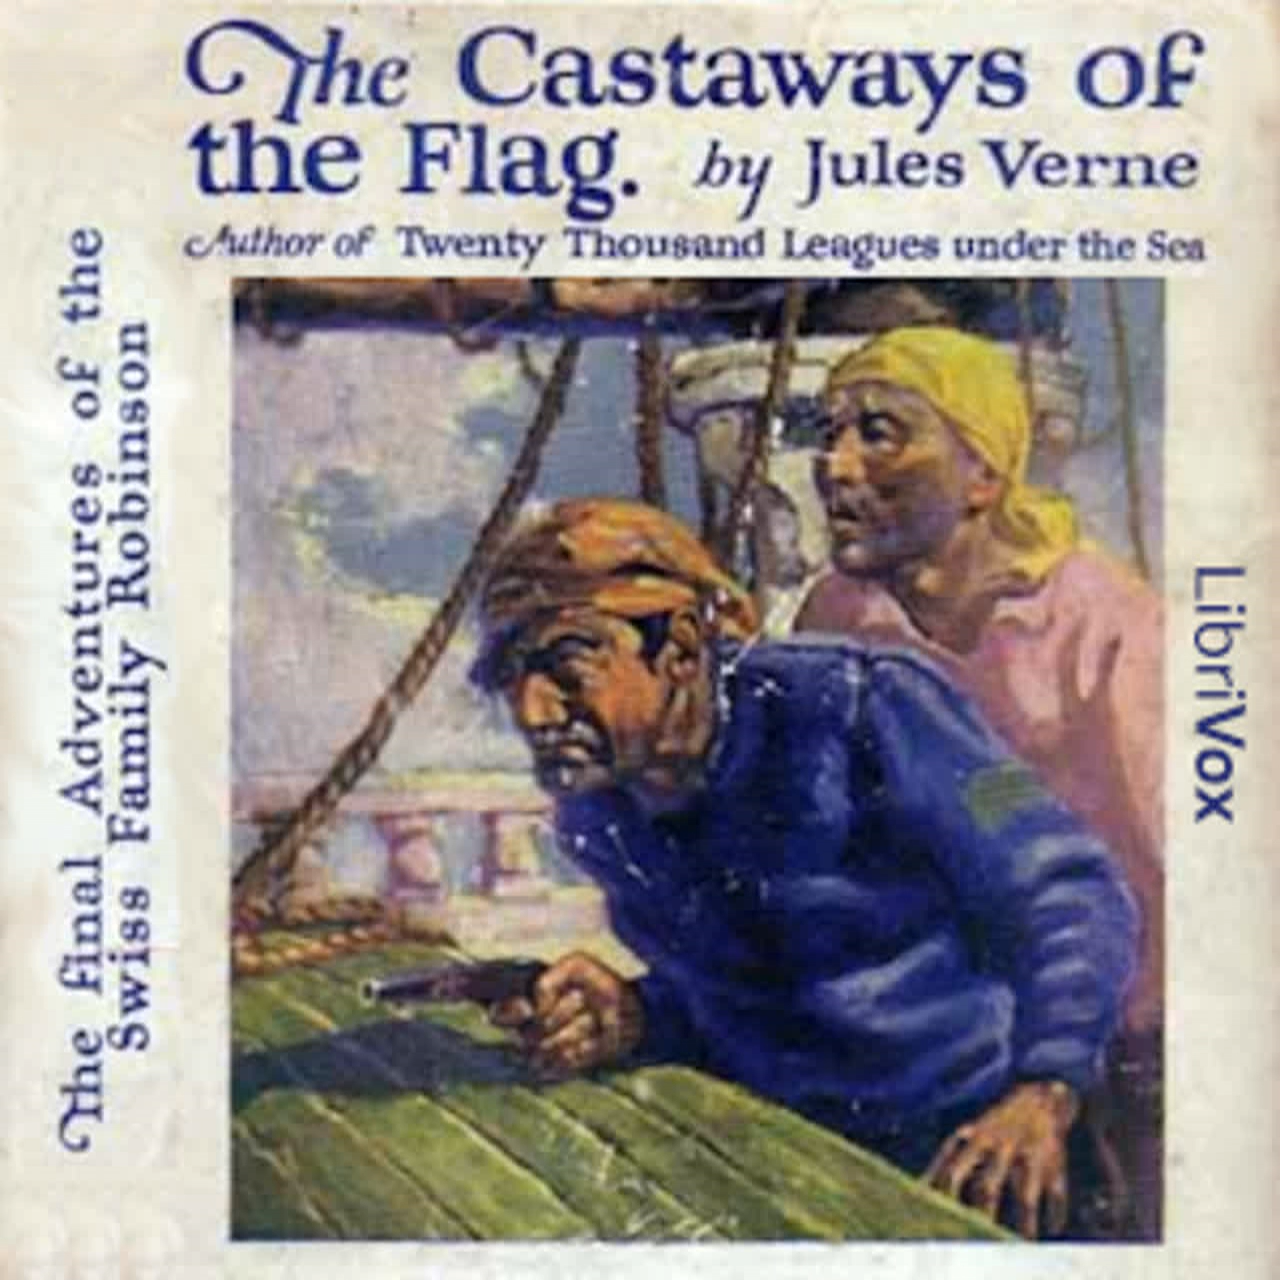 The Castaways of
the Flag. by Jules Verne
Author of Twenty Thousand Leagues under the Sea
The final Adventures of the
Swiss Family Robinson
LibriVox